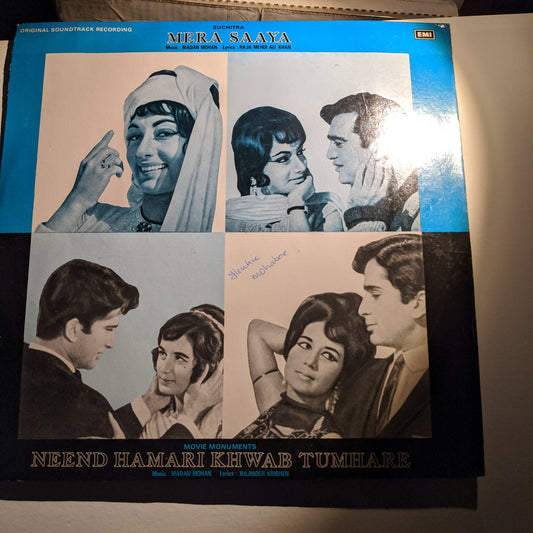 ORIGINAL SOUNDTRACK RECORDING
SUCHITRA
MERA SAAYA
Music : MADAN MOHAN Lyrics : RAJA MEHDI ALI KHAN
EMI
MOVIE MONUMENTS
NEEND HAMARI KHWAB TUMHARE
Music : MADAN MOHAN Lyrics : RAJINDER KRISHEN